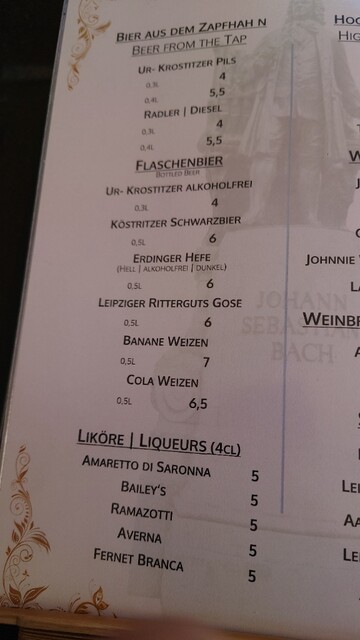 BIER AUS DEM ZAPFHAH N
BEER FROM THE TAP
UR- KROSTITZER PILS
0,3L 4
0,4L 5,5
RADLER | DIESEL
0,3L 4
0,4L 5,5
FLASCHENBIER
BOTTLED BEER
UR- KROSTITZER ALKOHOLFREI
0,3L 4
KÖSTRITZER SCHWARZBIER
0,5L 6
ERDINGER HEFE
(HELL | ALKOHOLFREI | DUNKEL)
0,5L 6
LEIPZIGER RITTERGUTS GOSE
0,5L 6
BANANE WEIZEN
0,5L 7
COLA WEIZEN
0,5L 6,5
LIKÖRE | LIQUEURS (4CL)
AMARETTO DI SARONNA 5
BAILEY'S 5
RAMAZOTTI 5
AVERNA 5
FERNET BRANCA 5
JOHANN
SEBASTIAN
BACH
JOHNNIE